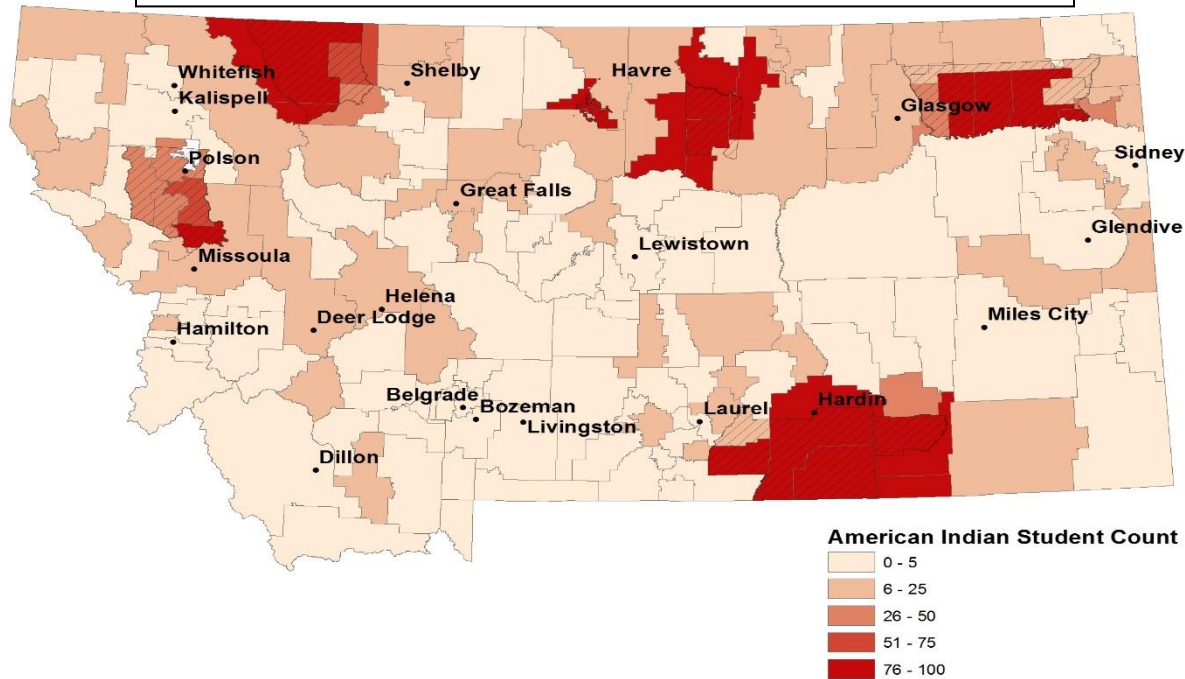 Whitefish
Kalispell
Shelby
Havre
Glasgow
Polson
Sidney
Great Falls
Glendive
Lewistown
Missoula
Helena
Deer Lodge
Miles City
Hamilton
Belgrade
Bozeman
Livingston
Laurel
Hardin
Dillon
American Indian Student Count
0 - 5
6 - 25
26 - 50
51 - 75
76 - 100